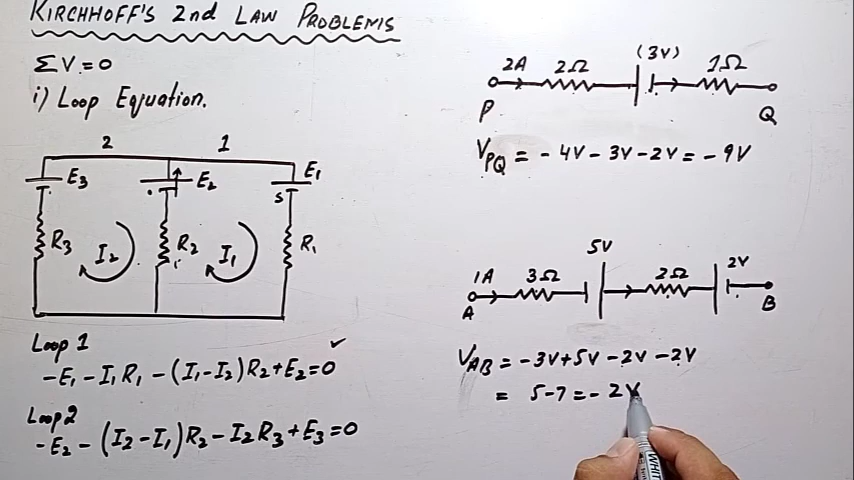 KIRCHHOFF'S 2nd LAW PROBLEMS
ΣV = 0
i) Loop Equation.
2 1
E3 E2 E1
S
R3 I2 R2 I1 R1
Loop 1
-E1 - I1R1 - (I1-I2)R2 + E2 = 0 ✓
Loop 2
-E2 - (I2-I1)R2 - I2R3 + E3 = 0
2A 2Ω (3V) 1Ω
P Q
VPQ = -4V - 3V - 2V = -9V
5V
1A 3Ω 2Ω 2V
A B
VAB = -3V + 5V - 2V - 2V
= 5-7 = -2V
WHIT